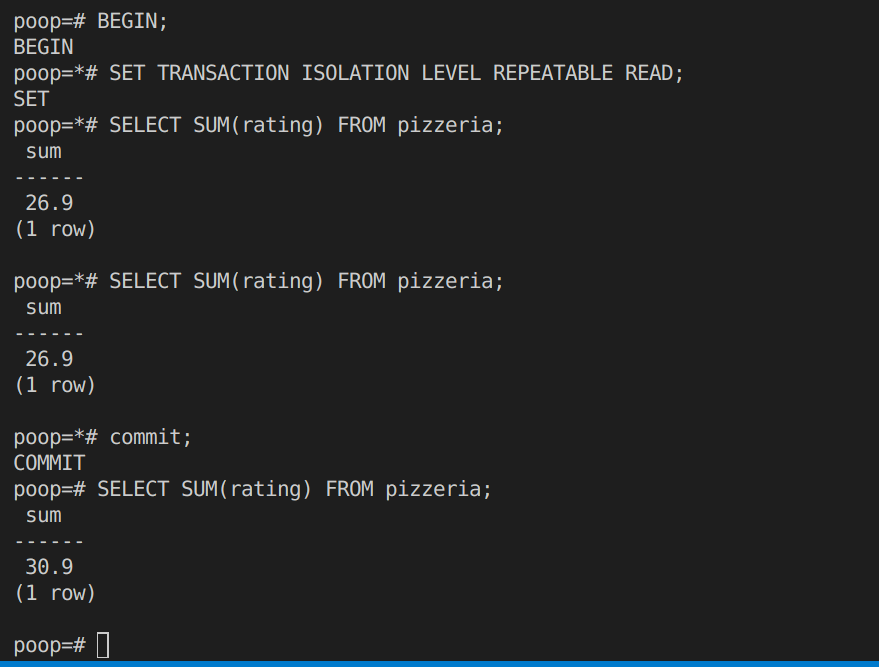 poop=# BEGIN;
BEGIN
poop=*# SET TRANSACTION ISOLATION LEVEL REPEATABLE READ;
SET
poop=*# SELECT SUM(rating) FROM pizzeria;
 sum
------
 26.9
(1 row)

poop=*# SELECT SUM(rating) FROM pizzeria;
 sum
------
 26.9
(1 row)

poop=*# commit;
COMMIT
poop=# SELECT SUM(rating) FROM pizzeria;
 sum
------
 30.9
(1 row)

poop=#